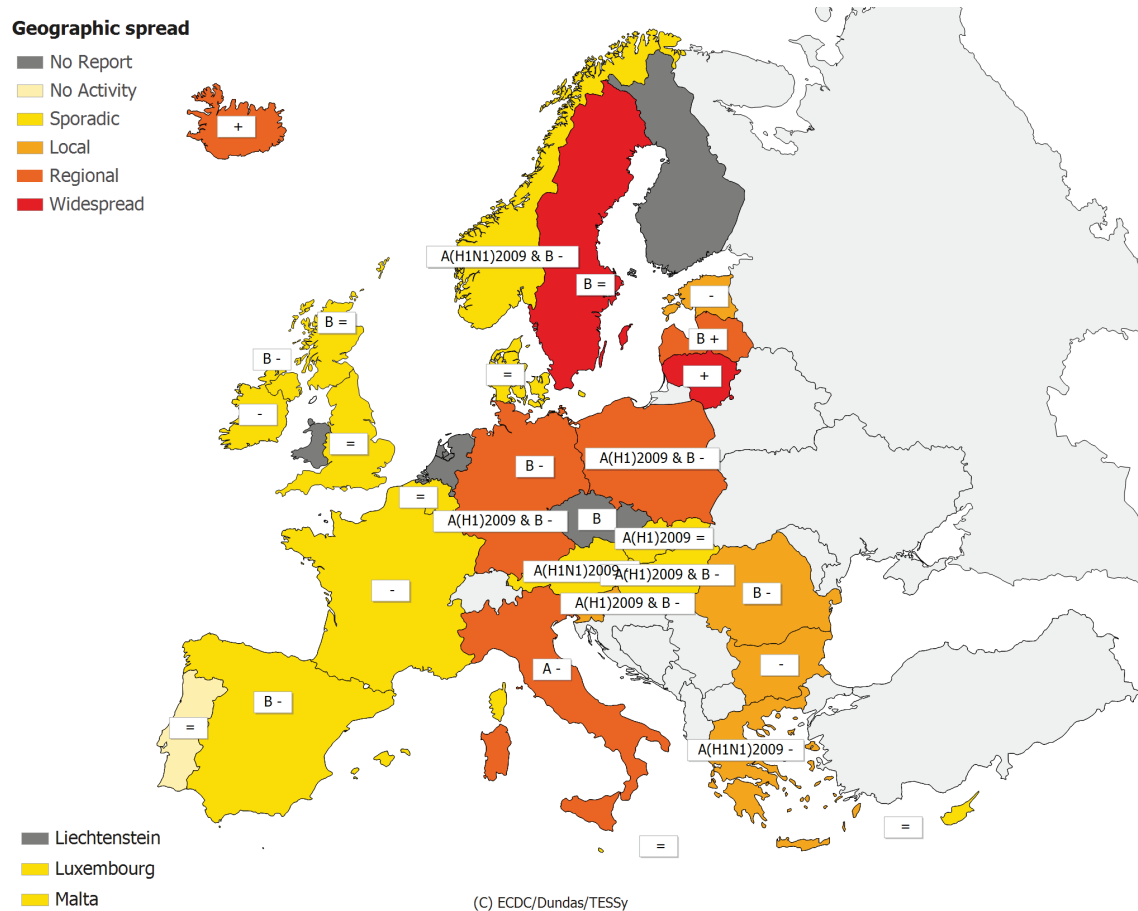 Geographic spread
No Report
No Activity
Sporadic
Local
Regional
Widespread
+
A(H1N1)2009 & B -
B =
-
B =
B +
B -
+
=
-
=
B -
A(H1)2009 & B -
=
A(H1)2009 & B -
B
A(H1)2009 =
A(H1N1)2009
A(H1)2009 & B -
-
B -
A(H1)2009 & B -
A -
-
B -
=
A(H1N1)2009 -
=
=
Liechtenstein
Luxembourg
Malta
(C) ECDC/Dundas/TESSy